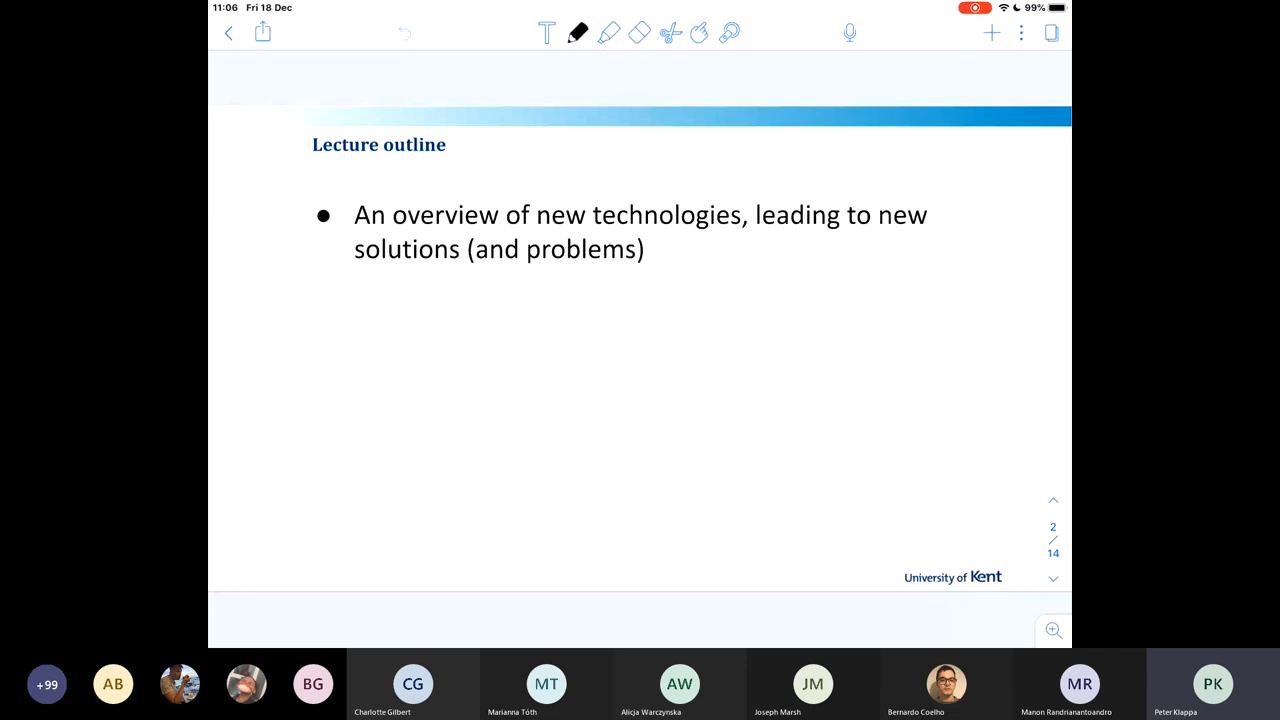 11:06 Fri 18 Dec
99%
T
Lecture outline
● An overview of new technologies, leading to new
solutions (and problems)
2
14
University of Kent
+99
AB
BG
CG
MT
AW
JM
MR
PK
Charlotte Gilbert
Marianna Tóth
Alicja Warczynska
Joseph Marsh
Bernardo Coelho
Manon Randrianantoandro
Peter Klappa